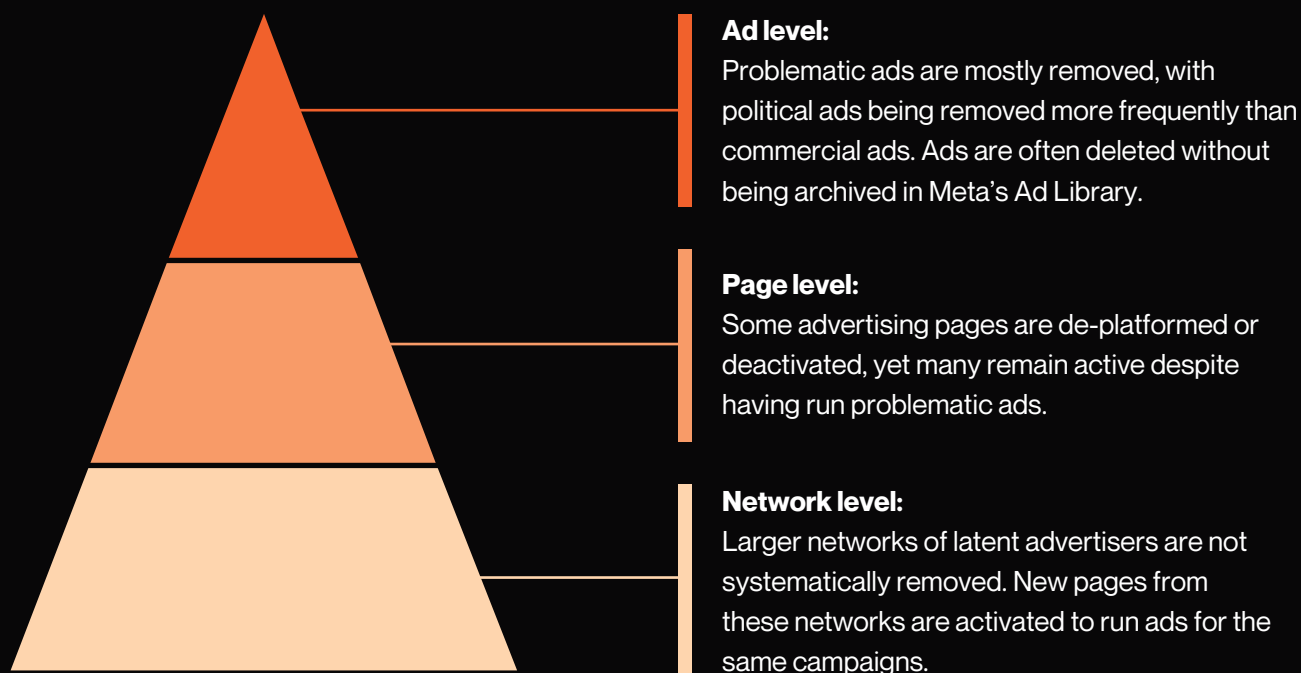 Ad level:
Problematic ads are mostly removed, with
political ads being removed more frequently than
commercial ads. Ads are often deleted without
being archived in Meta’s Ad Library.
Page level:
Some advertising pages are de-platformed or
deactivated, yet many remain active despite
having run problematic ads.
Network level:
Larger networks of latent advertisers are not
systematically removed. New pages from
these networks are activated to run ads for the
same campaigns.